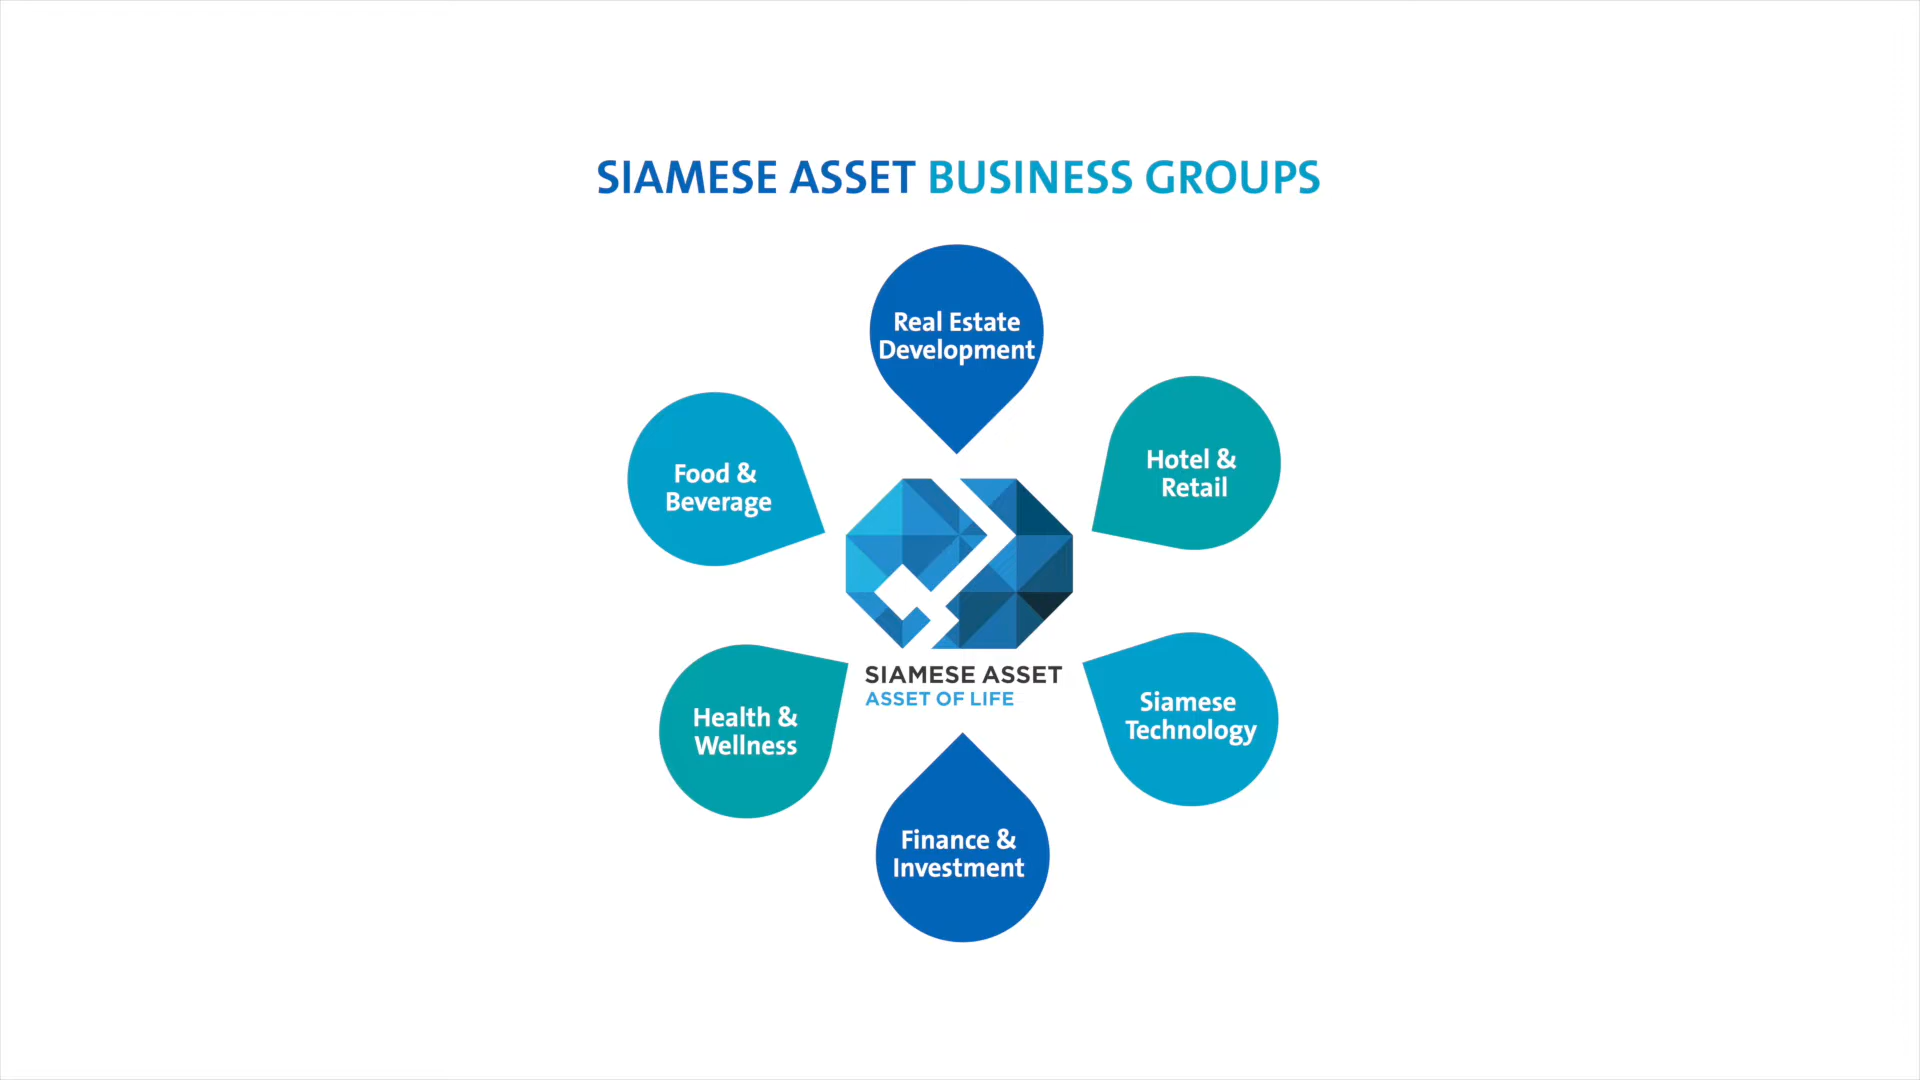 SIAMESE ASSET BUSINESS GROUPS
Real Estate
Development
Hotel &
Retail
Food &
Beverage
SIAMESE ASSET
ASSET OF LIFE
Siamese
Technology
Health &
Wellness
Finance &
Investment